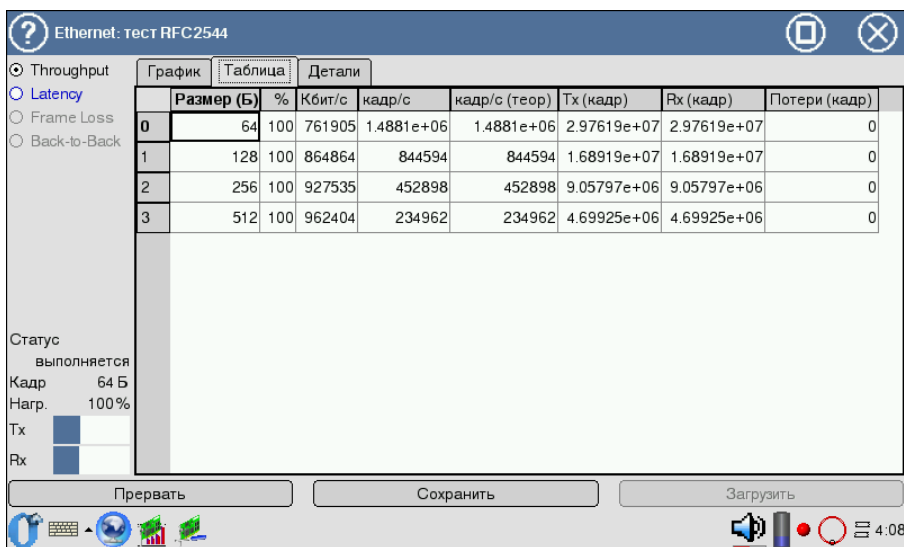 Ethernet: тест RFC2544
Throughput
Latency
Frame Loss
Back-to-Back
График Таблица Детали
Размер (Б) % Кбит/с кадр/с кадр/с (теор) Tx (кадр) Rx (кадр) Потери (кадр)
0 64 100 761905 1.4881e+06 1.4881e+06 2.97619e+07 2.97619e+07 0
1 128 100 864864 844594 844594 1.68919e+07 1.68919e+07 0
2 256 100 927535 452898 452898 9.05797e+06 9.05797e+06 0
3 512 100 962404 234962 234962 4.69925e+06 4.69925e+06 0
Статус
выполняется
Кадр 64 Б
Нагр. 100%
Tx
Rx
Прервать Сохранить Загрузить
4:08